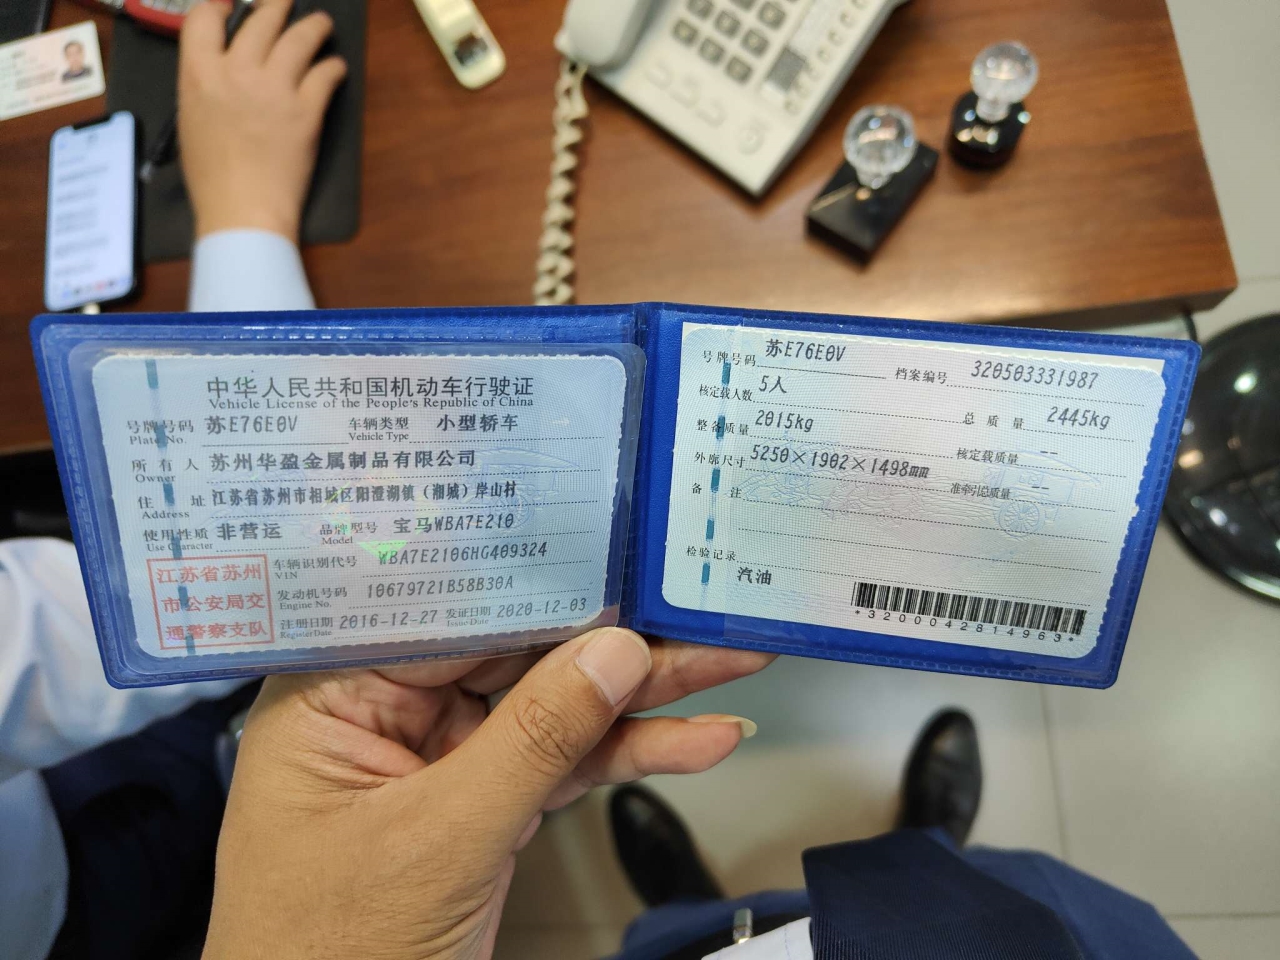 中华人民共和国机动车行驶证
Vehicle License of the People's Republic of China
号牌号码 苏E76E0V 车辆类型 小型轿车
Plate No. Vehicle Type
所有人 苏州华盈金属制品有限公司
Owner
住址 江苏省苏州市相城区阳澄湖镇（湘城）岸山村
Address
使用性质 非营运 品牌型号 宝马WBA7E210
Use Character Model
江苏省苏州
市公安局交
通警察支队
车辆识别代号 WBA7E2106HG409324
VIN
发动机号码 10679721B58B30A
Engine No.
注册日期 2016-12-27 发证日期 2020-12-03
Register Date Issue Date
号牌号码 苏E76E0V 档案编号 320503331987
核定载人数 5人 总质量 2445kg
整备质量 2015kg 核定载质量 --
外廓尺寸 5250×1902×1498mm 准牵引总质量 --
备注
检验记录
汽油
*3200042814963*